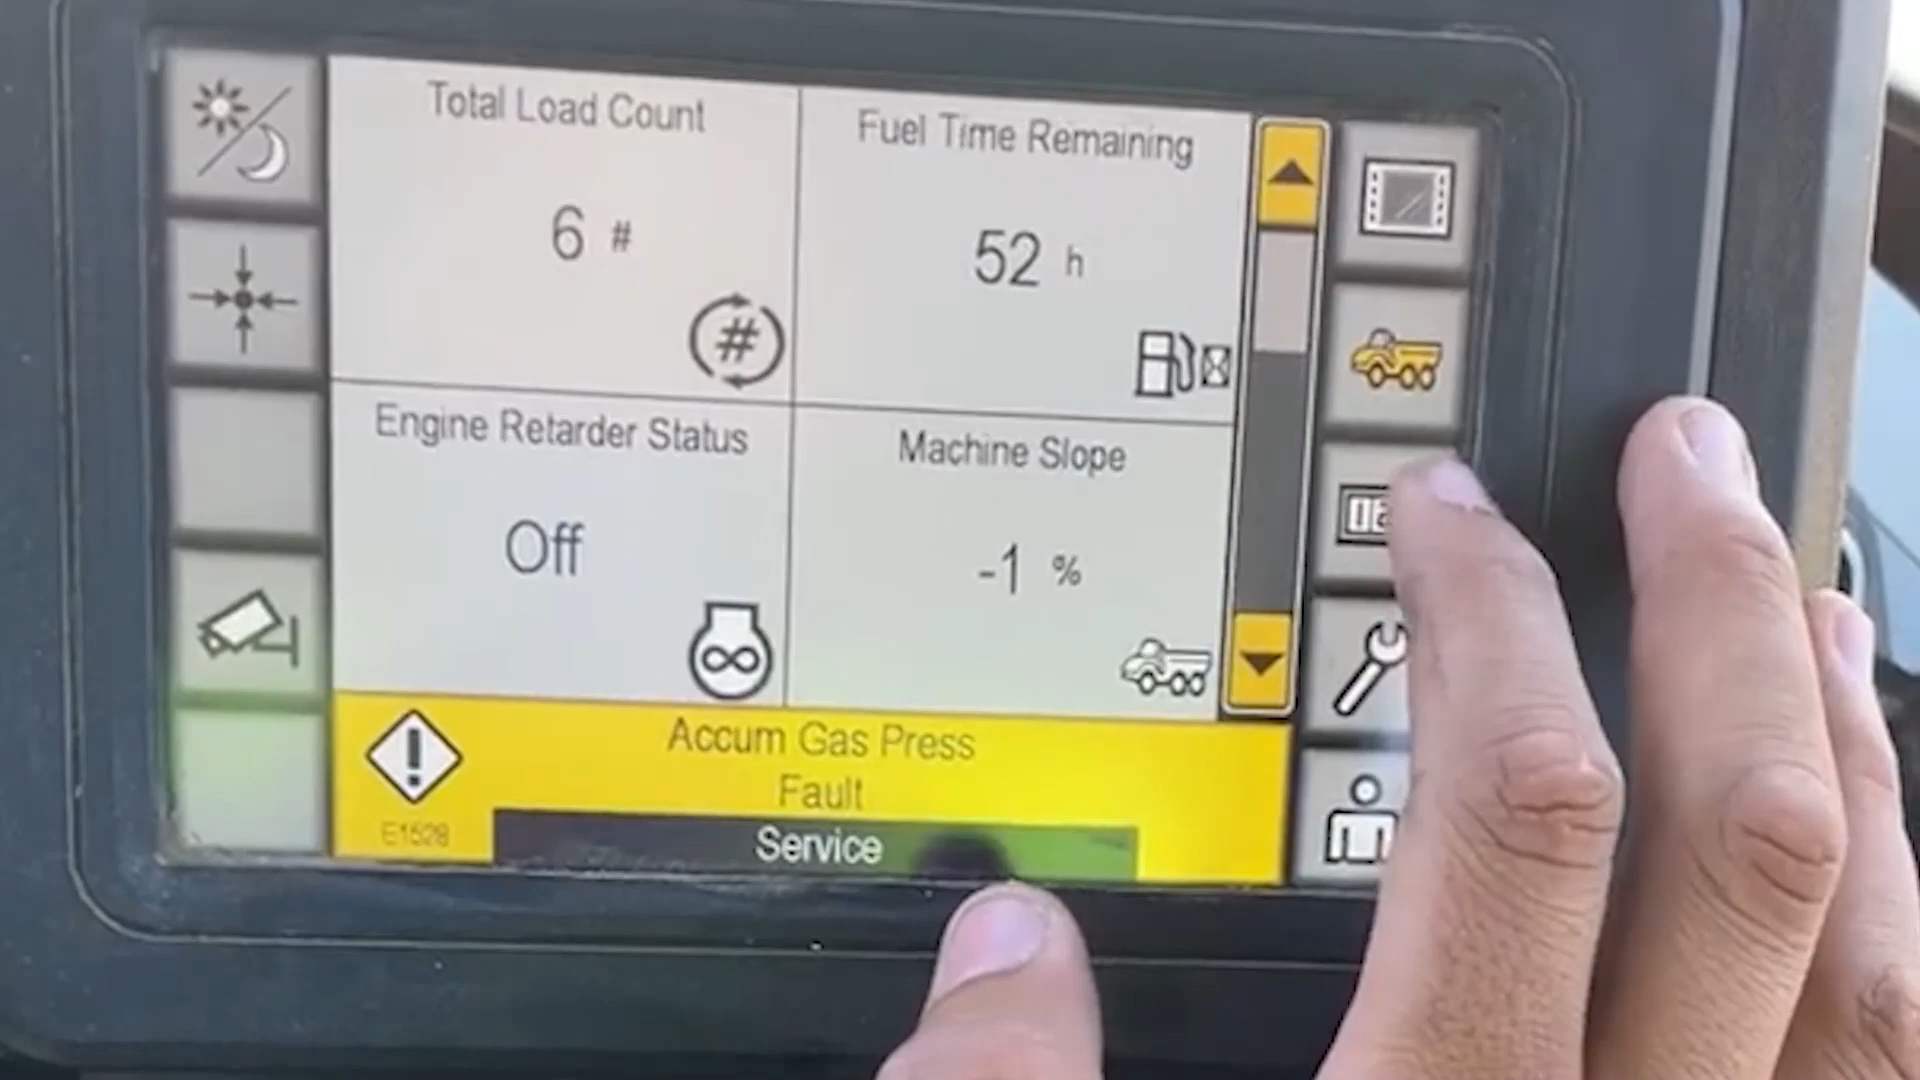 Total Load Count
6 #
#
Fuel Time Remaining
52 h
Engine Retarder Status
Off
Machine Slope
-1 %
Accum Gas Press
Fault
E1528
Service